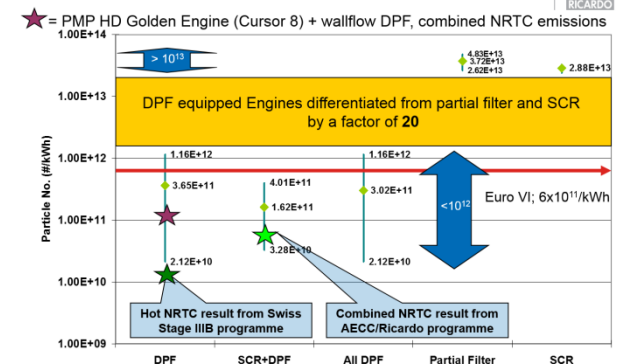 RICARDO
= PMP HD Golden Engine (Cursor 8) + wallflow DPF, combined NRTC emissions
1.00E+14
> 10¹³
4.83E+13
3.72E+13
2.62E+13
2.88E+13
1.00E+13
DPF equipped Engines differentiated from partial filter and SCR
by a factor of 20
Particle No. (#/kWh)
1.00E+12
1.16E+12
1.16E+12
3.65E+11
4.01E+11
3.02E+11
<10¹²
Euro VI; 6x10¹¹/kWh
1.62E+11
1.00E+11
3.28E+10
2.12E+10
2.12E+10
1.00E+10
Hot NRTC result from Swiss
Stage IIIB programme
Combined NRTC result from
AECC/Ricardo programme
1.00E+09
DPF
SCR+DPF
All DPF
Partial Filter
SCR